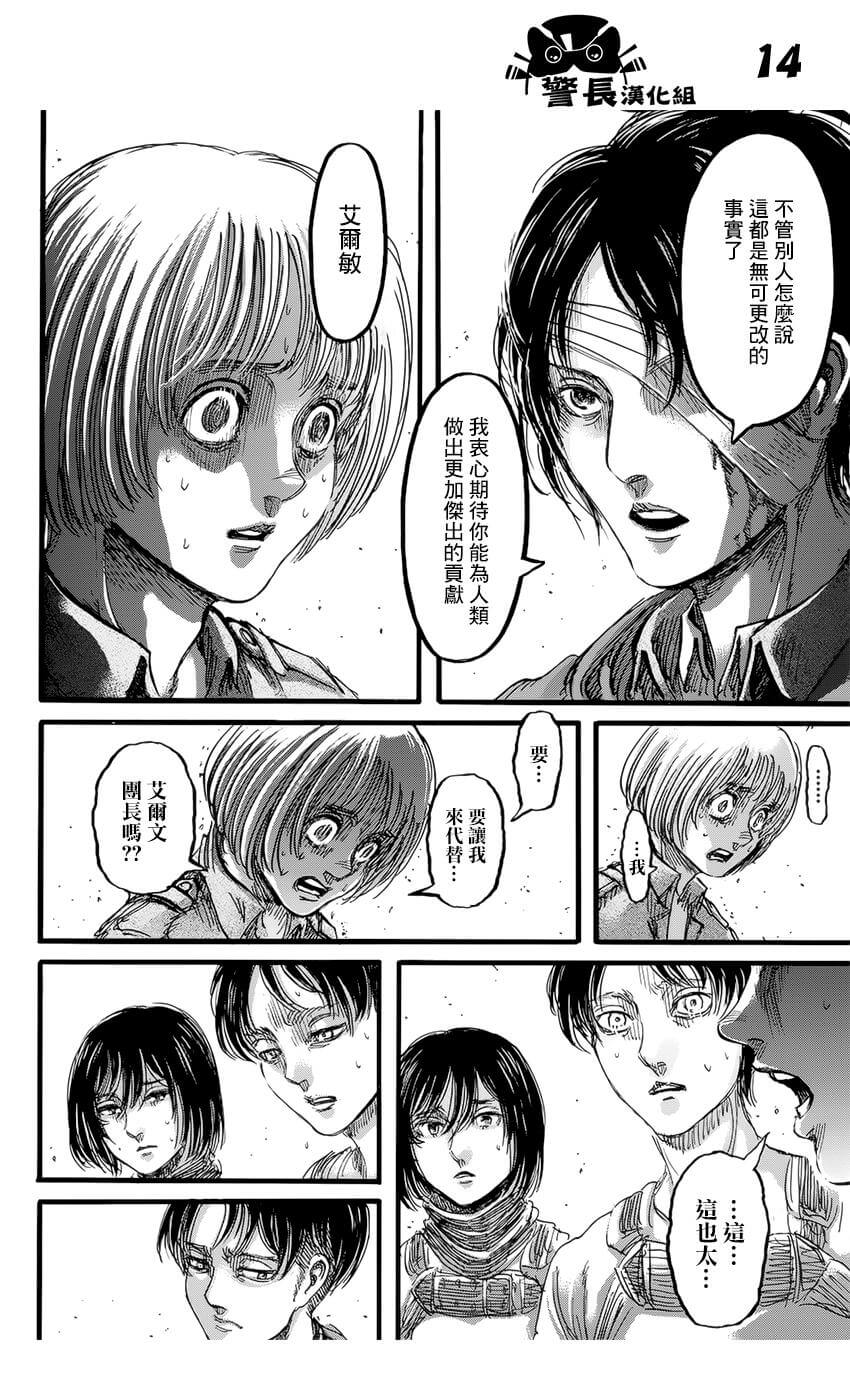 警長漢化組
14
不管別人怎麼說
這都是無可更改的
事實了
我衷心期待你能為人類
做出更加傑出的貢獻
艾爾敏
……
…我
要…
要讓我
來代替…
艾爾文
團長嗎??
…這…
這也太…